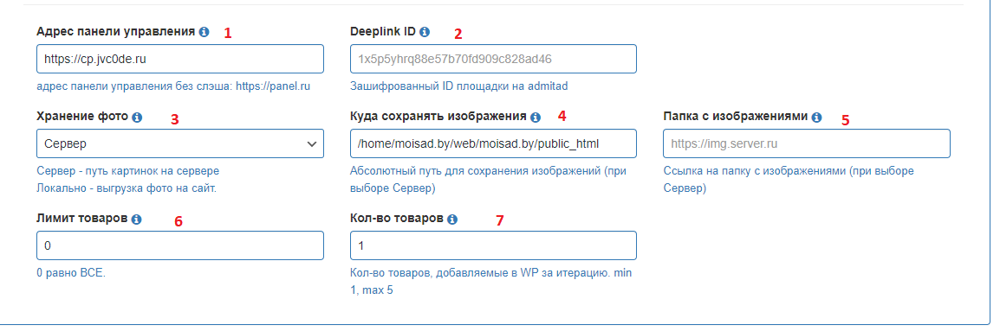 Адрес панели управления 1
https://cp.jvc0de.ru
адрес панели управления без слэша: https://panel.ru
Deeplink ID 2
1x5p5yhrq88e57b70fd909c828ad46
Зашифрованный ID площадки на admitad
Хранение фото 3
Сервер
Сервер - путь картинок на сервере
Локально - выгрузка фото на сайт.
Куда сохранять изображения 4
/home/moisad.by/web/moisad.by/public_html
Абсолютный путь для сохранения изображений (при
выборе Сервер)
Папка с изображениями 5
https://img.server.ru
Ссылка на папку с изображениями (при выборе
Сервер)
Лимит товаров 6
0
0 равно ВСЕ.
Кол-во товаров 7
1
Кол-во товаров, добавляемые в WP за итерацию. min
1, max 5